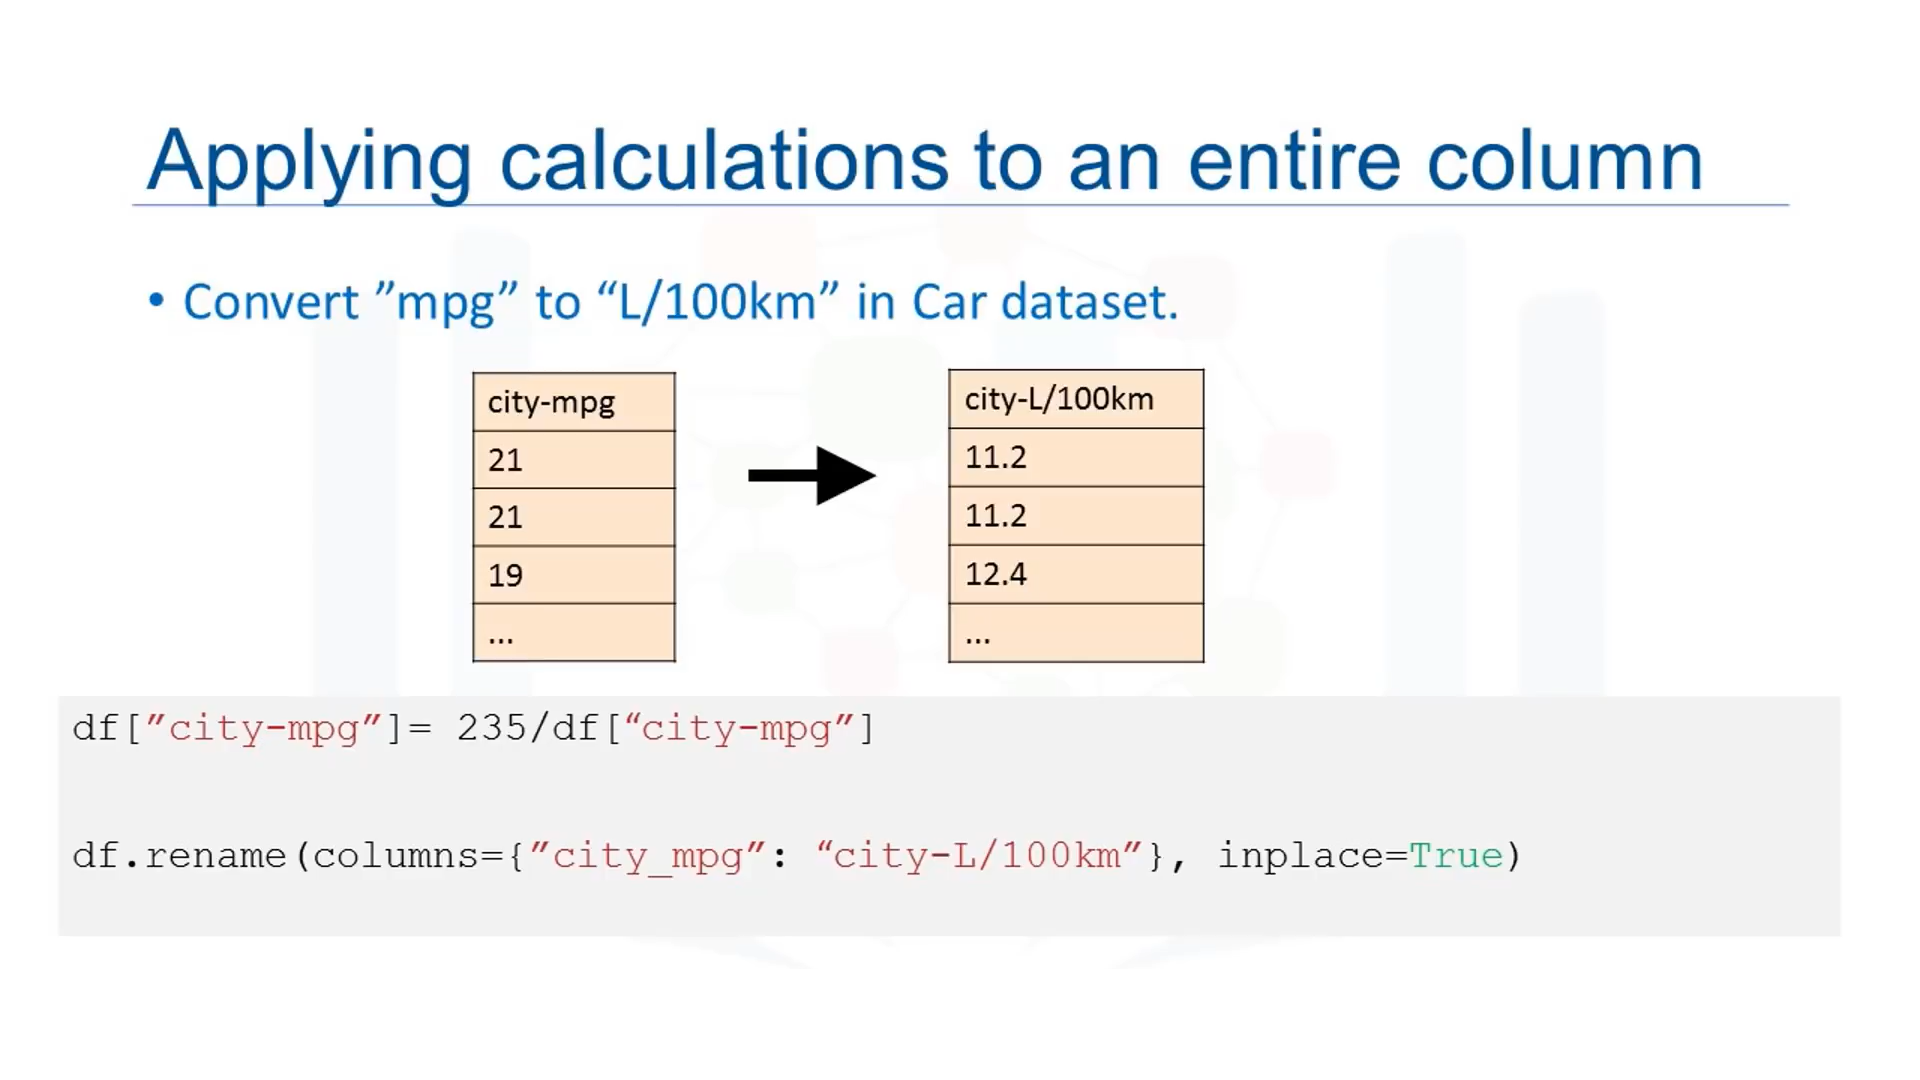 Applying calculations to an entire column
• Convert ”mpg” to “L/100km” in Car dataset.
city-mpg
21
21
19
...
city-L/100km
11.2
11.2
12.4
...
df[”city-mpg”]= 235/df[“city-mpg”]
df.rename(columns={”city_mpg”: “city-L/100km”}, inplace=True)